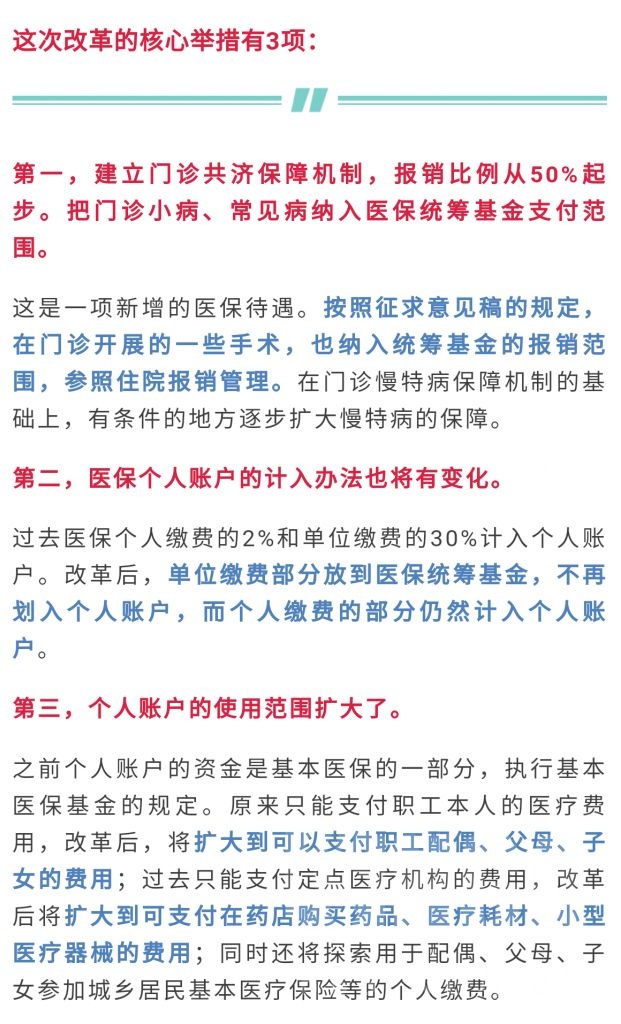 这次改革的核心举措有3项：
第一，建立门诊共济保障机制，报销比例从50%起
步。把门诊小病、常见病纳入医保统筹基金支付范
围。
这是一项新增的医保待遇。按照征求意见稿的规定，
在门诊开展的一些手术，也纳入统筹基金的报销范
围，参照住院报销管理。在门诊慢特病保障机制的基
础上，有条件的地方逐步扩大慢特病的保障。
第二，医保个人账户的计入办法也将有变化。
过去医保个人缴费的2%和单位缴费的30%计入个人账
户。改革后，单位缴费部分放到医保统筹基金，不再
划入个人账户，而个人缴费的部分仍然计入个人账
户。
第三，个人账户的使用范围扩大了。
之前个人账户的资金是基本医保的一部分，执行基本
医保基金的规定。原来只能支付职工本人的医疗费
用，改革后，将扩大到可以支付职工配偶、父母、子
女的费用；过去只能支付定点医疗机构的费用，改革
后将扩大到可支付在药店购买药品、医疗耗材、小型
医疗器械的费用；同时还将探索用于配偶、父母、子
女参加城乡居民基本医疗保险等的个人缴费。